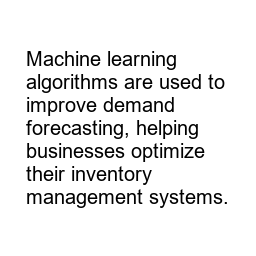 Machine learning
algorithms are used to
improve demand
forecasting, helping
businesses optimize
their inventory
management systems.